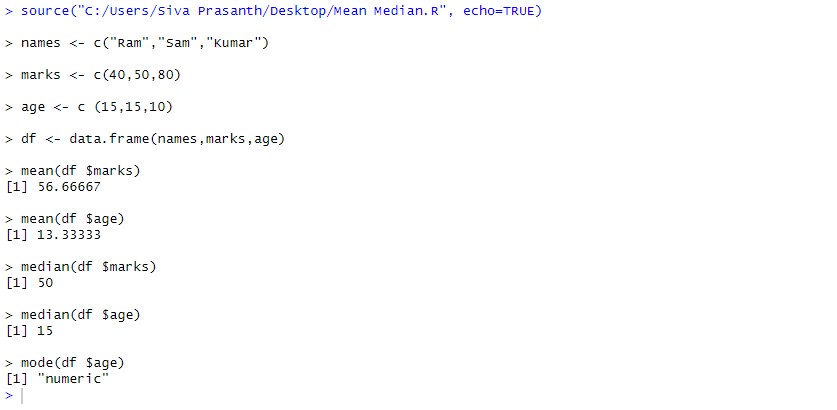 > source("C:/Users/Siva Prasanth/Desktop/Mean Median.R", echo=TRUE)
> names <- c("Ram","Sam","Kumar")
> marks <- c(40,50,80)
> age <- c (15,15,10)
> df <- data.frame(names,marks,age)
> mean(df $marks)
[1] 56.66667
> mean(df $age)
[1] 13.33333
> median(df $marks)
[1] 50
> median(df $age)
[1] 15
> mode(df $age)
[1] "numeric"
>